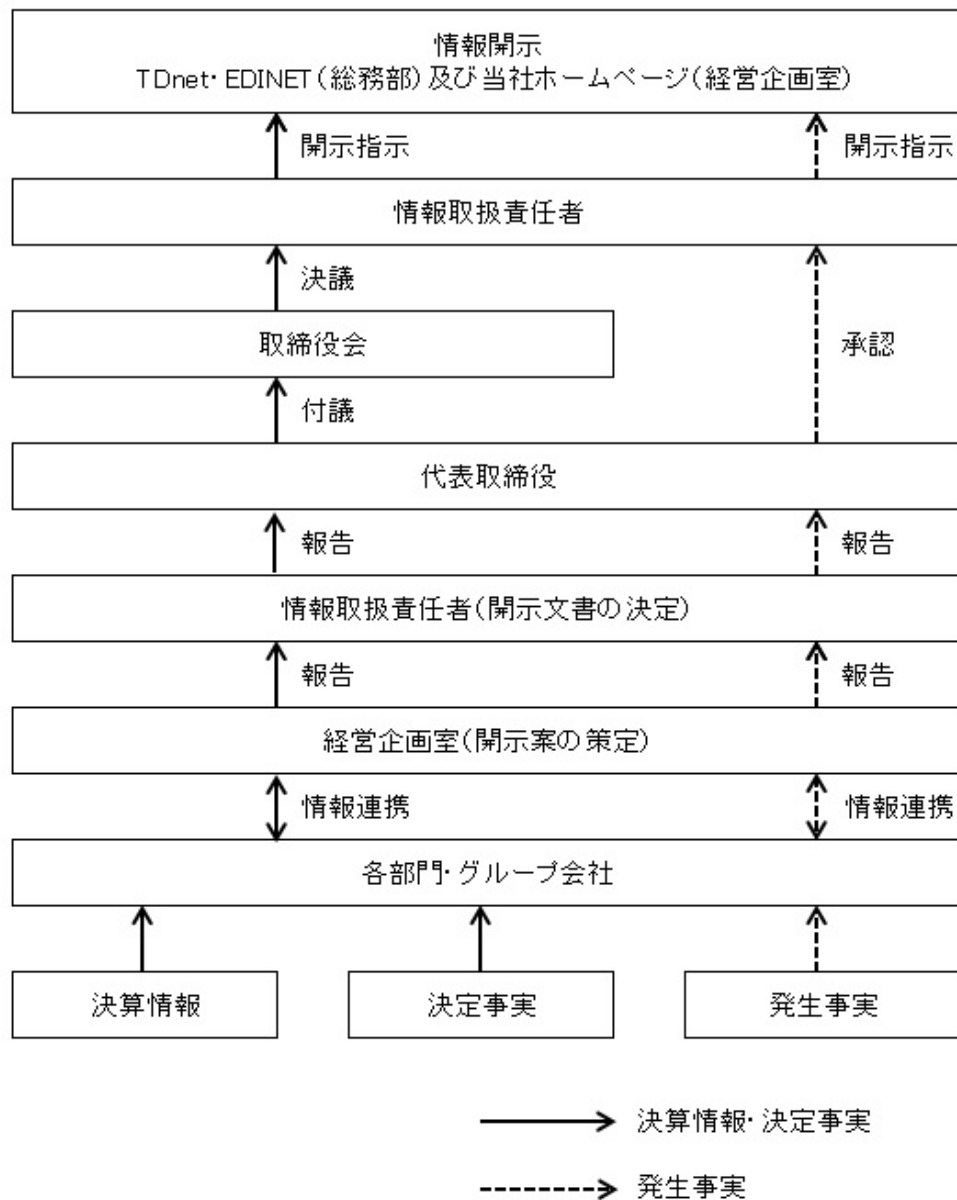 情報開示
TDnet・EDINET(総務部)及び当社ホームページ(経営企画室)
開示指示
開示指示
情報取扱責任者
決議
取締役会
承認
付議
代表取締役
報告
報告
情報取扱責任者(開示文書の決定)
報告
報告
経営企画室(開示案の策定)
情報連携
情報連携
各部門・グループ会社
決算情報
決定事実
発生事実
決算情報・決定事実
発生事実